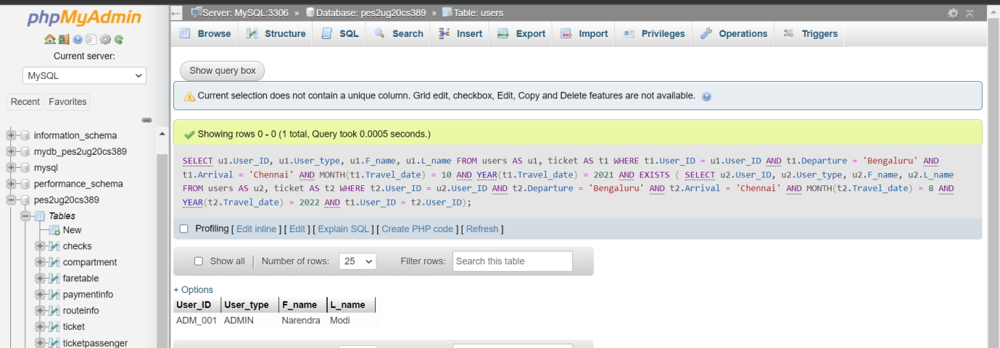 phpMyAdmin
Current server:
MySQL
Recent Favorites
information_schema
mydb_pes2ug20cs389
mysql
performance_schema
pes2ug20cs389
Tables
New
checks
compartment
faretable
paymentinfo
routeinfo
ticket
ticketpassenger
Server: MySQL:3306 » Database: pes2ug20cs389 » Table: users
Browse Structure SQL Search Insert Export Import Privileges Operations Triggers
Show query box
Current selection does not contain a unique column. Grid edit, checkbox, Edit, Copy and Delete features are not available.
Showing rows 0 - 0 (1 total, Query took 0.0005 seconds.)
SELECT u1.User_ID, u1.User_type, u1.F_name, u1.L_name FROM users AS u1, ticket AS t1 WHERE t1.User_ID = u1.User_ID AND t1.Departure = 'Bengaluru' AND
t1.Arrival = 'Chennai' AND MONTH(t1.Travel_date) = 10 AND YEAR(t1.Travel_date) = 2021 AND EXISTS ( SELECT u2.User_ID, u2.User_type, u2.F_name, u2.L_name
FROM users AS u2, ticket AS t2 WHERE t2.User_ID = u2.User_ID AND t2.Departure = 'Bengaluru' AND t2.Arrival = 'Chennai' AND MONTH(t2.Travel_date) = 8 AND
YEAR(t2.Travel_date) = 2022 AND t1.User_ID = t2.User_ID);
Profiling [ Edit inline ] [ Edit ] [ Explain SQL ] [ Create PHP code ] [ Refresh ]
Show all Number of rows: 25 Filter rows: Search this table
+ Options
User_ID User_type F_name L_name
ADM_001 ADMIN Narendra Modi